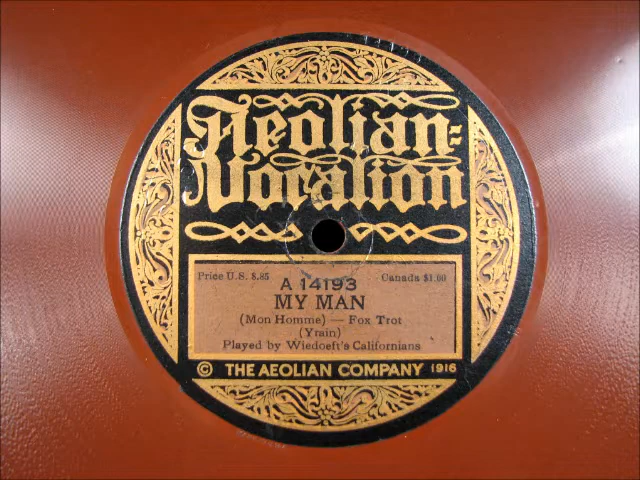 Aeolian=
Vocalion
Price U.S. $.85
Canada $1.00
A 14193
MY MAN
(Mon Homme) — Fox Trot
(Yrain)
Played by Wiedoeft's Californians
© THE AEOLIAN COMPANY 1916